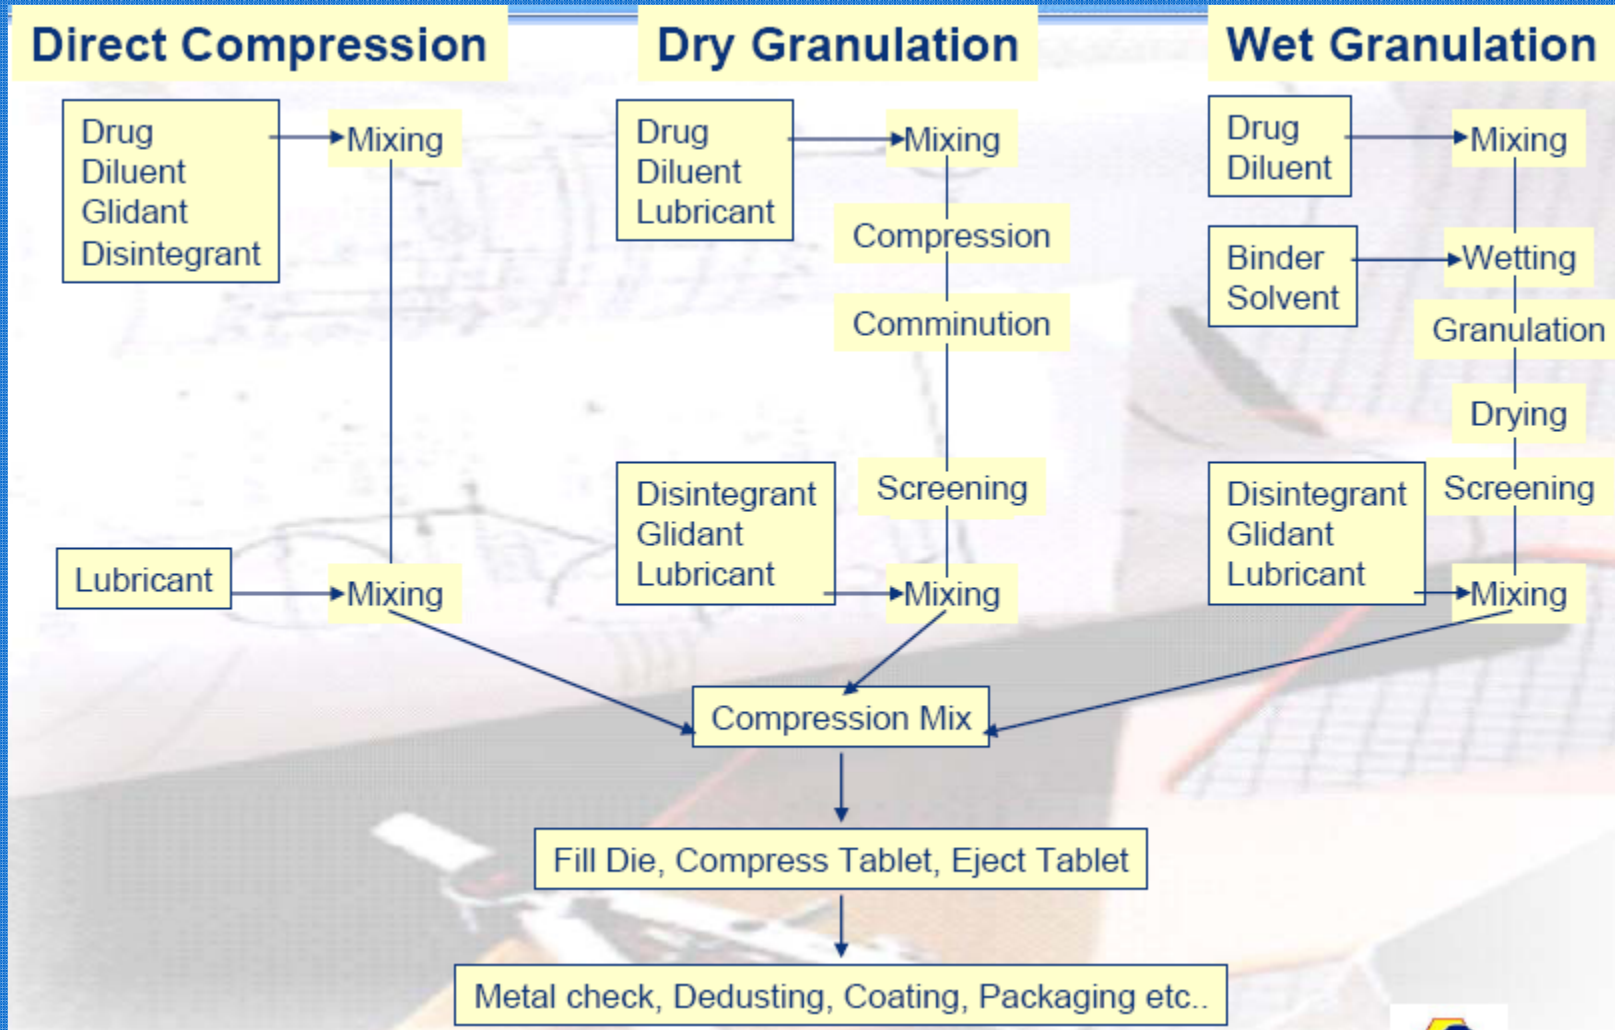 Direct Compression
Drug
Diluent
Glidant
Disintegrant
Mixing
Lubricant
Mixing
Dry Granulation
Drug
Diluent
Lubricant
Mixing
Compression
Comminution
Screening
Disintegrant
Glidant
Lubricant
Mixing
Wet Granulation
Drug
Diluent
Mixing
Binder
Solvent
Wetting
Granulation
Drying
Screening
Disintegrant
Glidant
Lubricant
Mixing
Compression Mix
Fill Die, Compress Tablet, Eject Tablet
Metal check, Dedusting, Coating, Packaging etc..